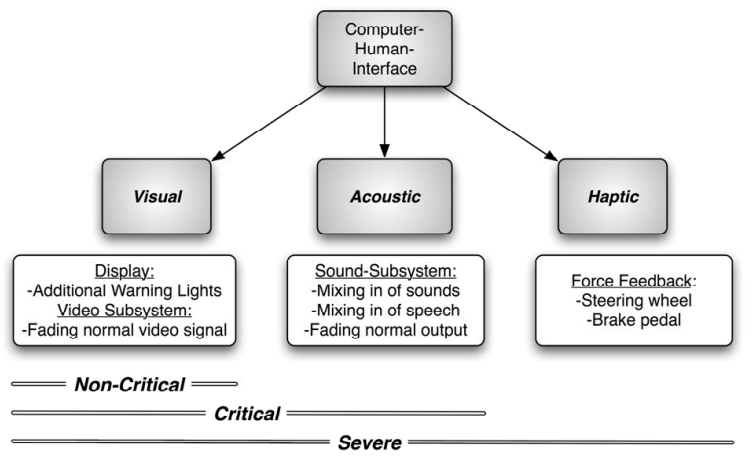 Computer-
Human-
Interface
Visual
Acoustic
Haptic
Display:
-Additional Warning Lights
Video Subsystem:
-Fading normal video signal
Sound-Subsystem:
-Mixing in of sounds
-Mixing in of speech
-Fading normal output
Force Feedback:
-Steering wheel
-Brake pedal
Non-Critical
Critical
Severe